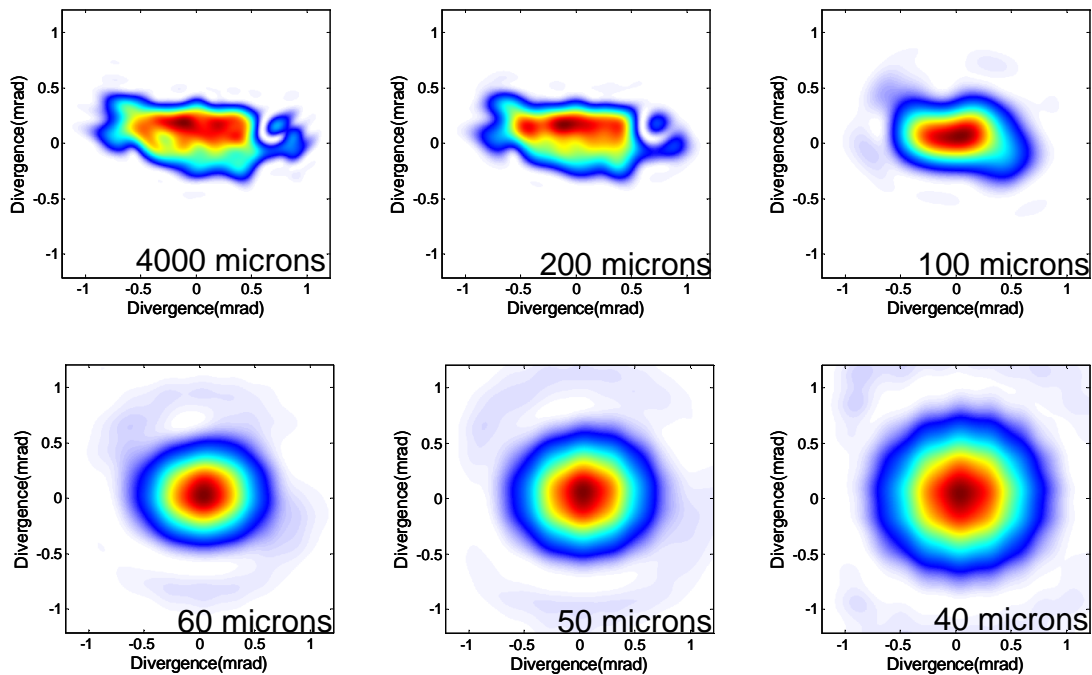 1
0.5
0
-0.5
-1
Divergence(mrad)
4000 microns
-1 -0.5 0 0.5 1
Divergence(mrad)
1
0.5
0
-0.5
-1
Divergence(mrad)
200 microns
-1 -0.5 0 0.5 1
Divergence(mrad)
1
0.5
0
-0.5
-1
Divergence(mrad)
100 microns
-1 -0.5 0 0.5 1
Divergence(mrad)
1
0.5
0
-0.5
-1
Divergence(mrad)
60 microns
-1 -0.5 0 0.5 1
Divergence(mrad)
1
0.5
0
-0.5
-1
Divergence(mrad)
50 microns
-1 -0.5 0 0.5 1
Divergence(mrad)
1
0.5
0
-0.5
-1
Divergence(mrad)
40 microns
-1 -0.5 0 0.5 1
Divergence(mrad)